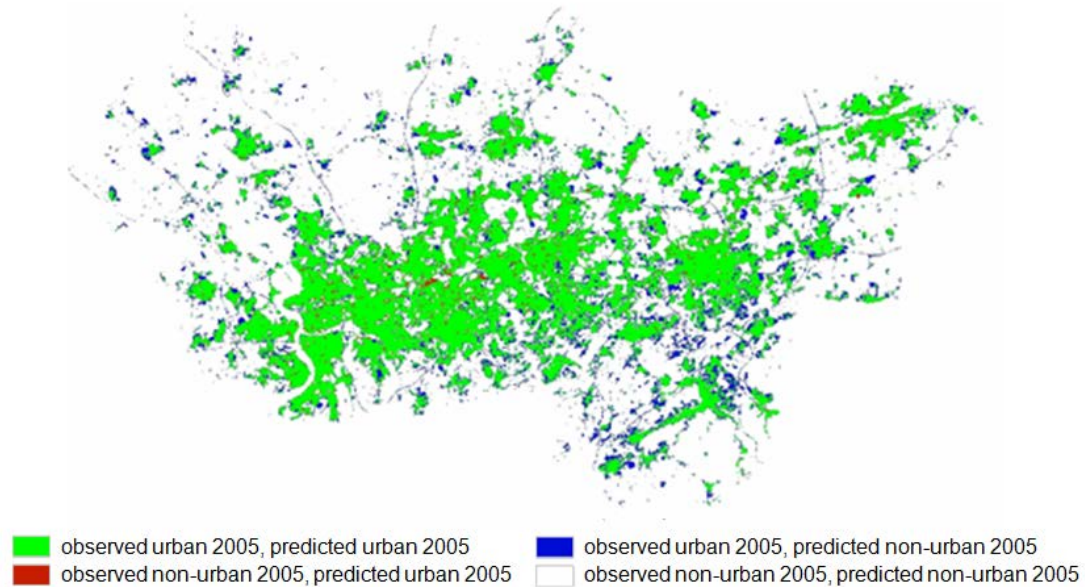 observed urban 2005, predicted urban 2005
observed urban 2005, predicted non-urban 2005
observed non-urban 2005, predicted urban 2005
observed non-urban 2005, predicted non-urban 2005